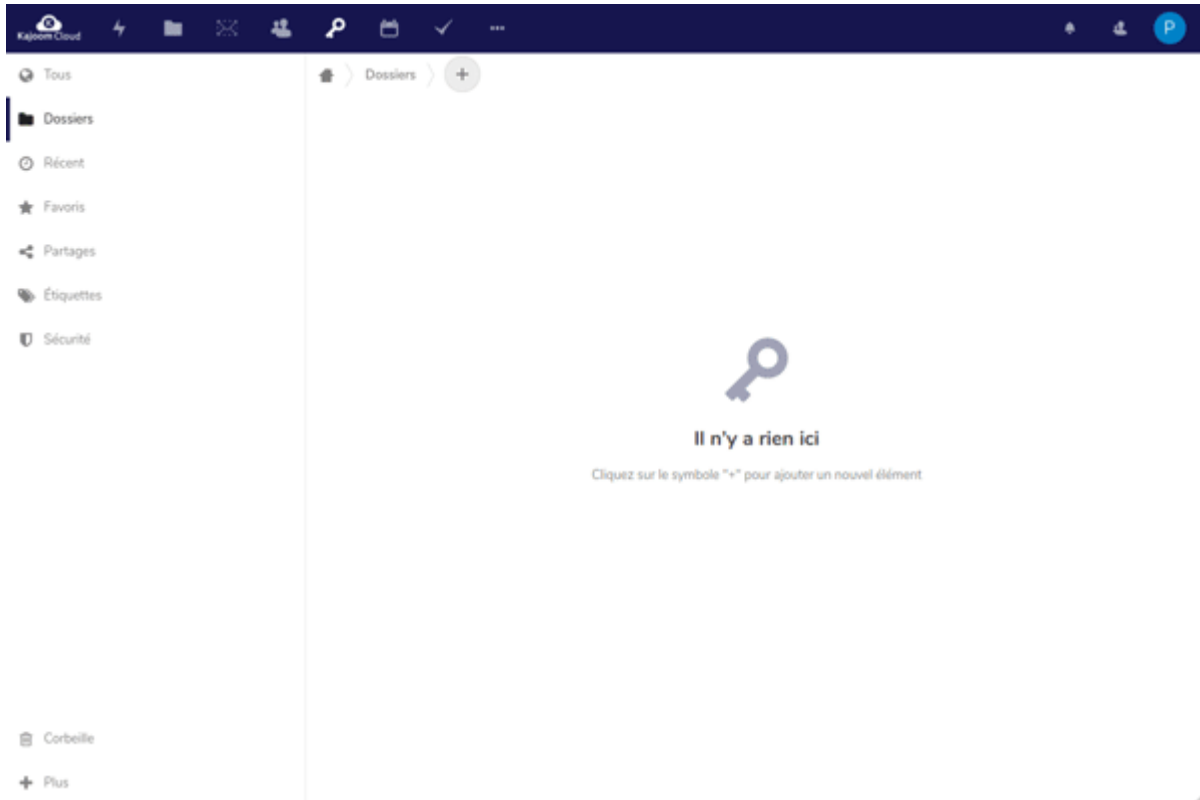 Kajoom Cloud
P
Tous
Dossiers
Dossiers
Récent
Favoris
Partages
Étiquettes
Sécurité
Il n'y a rien ici
Cliquez sur le symbole "+" pour ajouter un nouvel élément
Corbeille
Plus